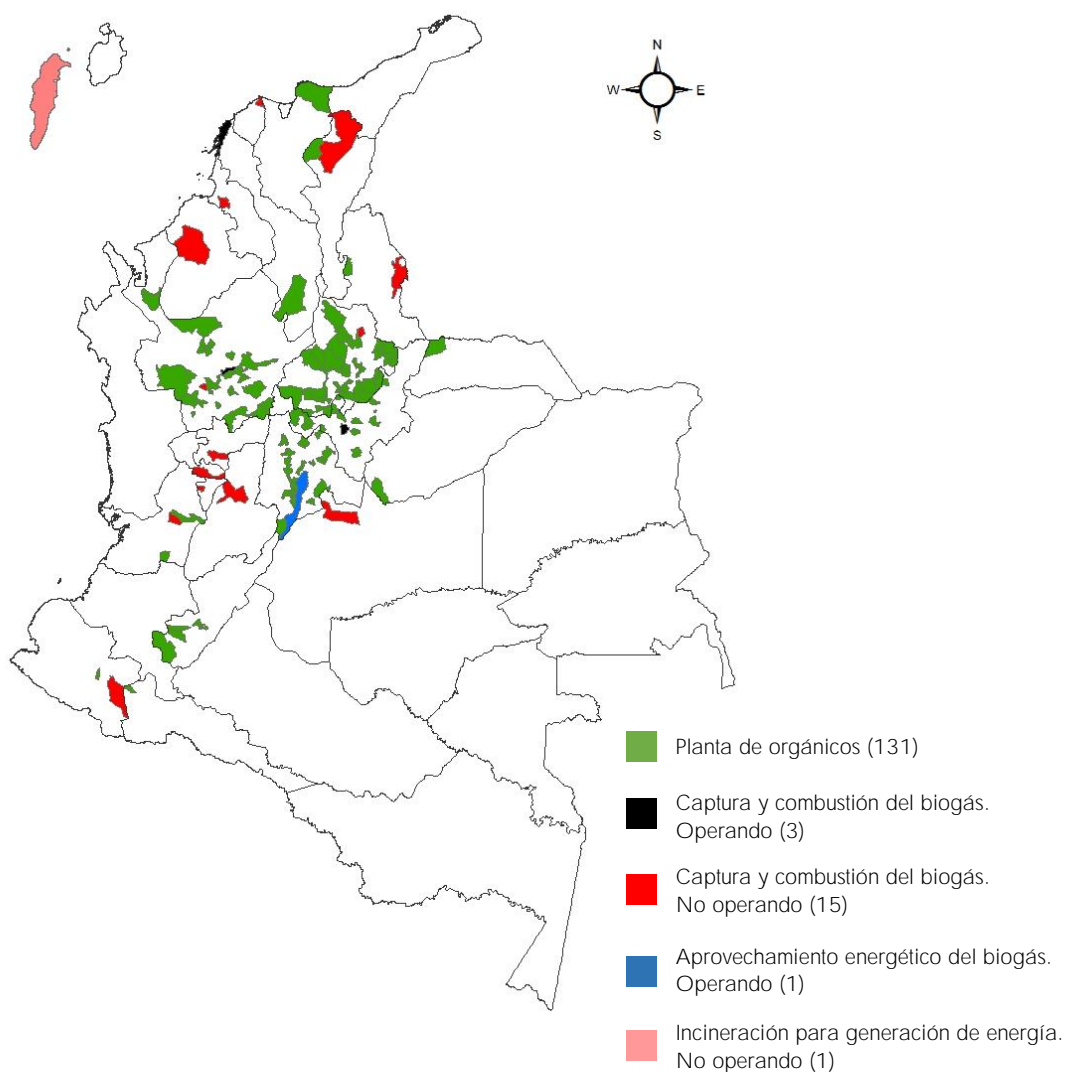 N
W E
S
Planta de orgánicos (131)
Captura y combustión del biogás.
Operando (3)
Captura y combustión del biogás.
No operando (15)
Aprovechamiento energético del biogás.
Operando (1)
Incineración para generación de energía.
No operando (1)